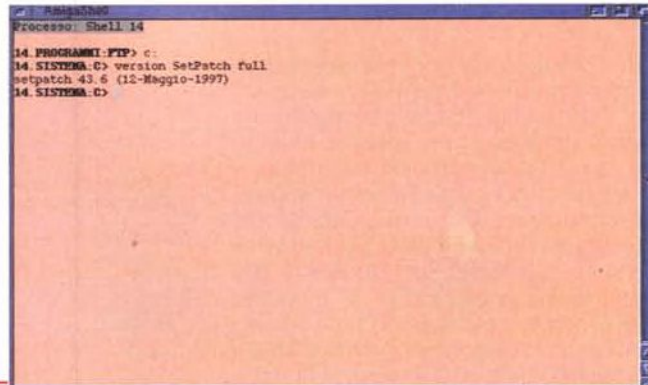 AmigaShell
Processo: Shell 14
14.PROGRAMMI:FTP> c:
14.SISTEMA:C> version SetPatch full
setpatch 43.6 (12-Maggio-1997)
14.SISTEMA:C>